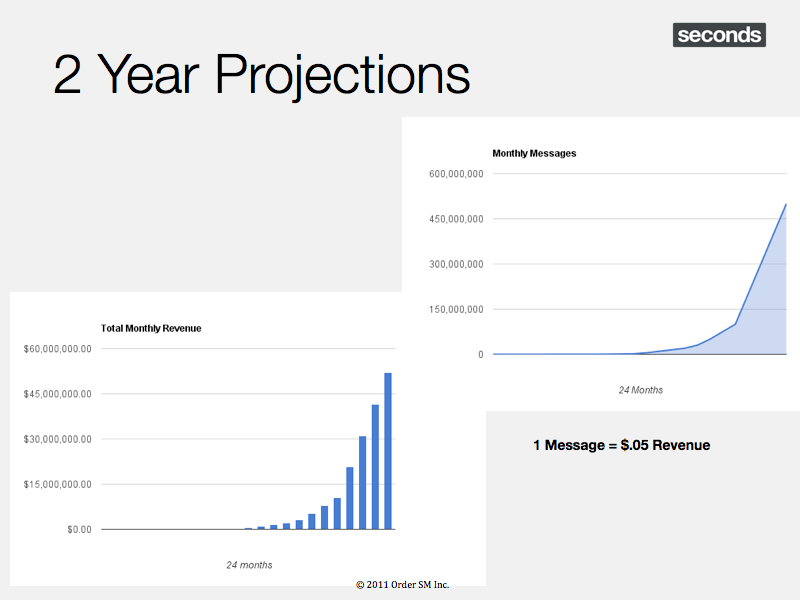 seconds
2 Year Projections
Monthly Messages
600,000,000
450,000,000
300,000,000
150,000,000
0
24 Months
Total Monthly Revenue
$60,000,000.00
$45,000,000.00
$30,000,000.00
$15,000,000.00
$0.00
24 months
1 Message = $.05 Revenue
© 2011 Order SM Inc.